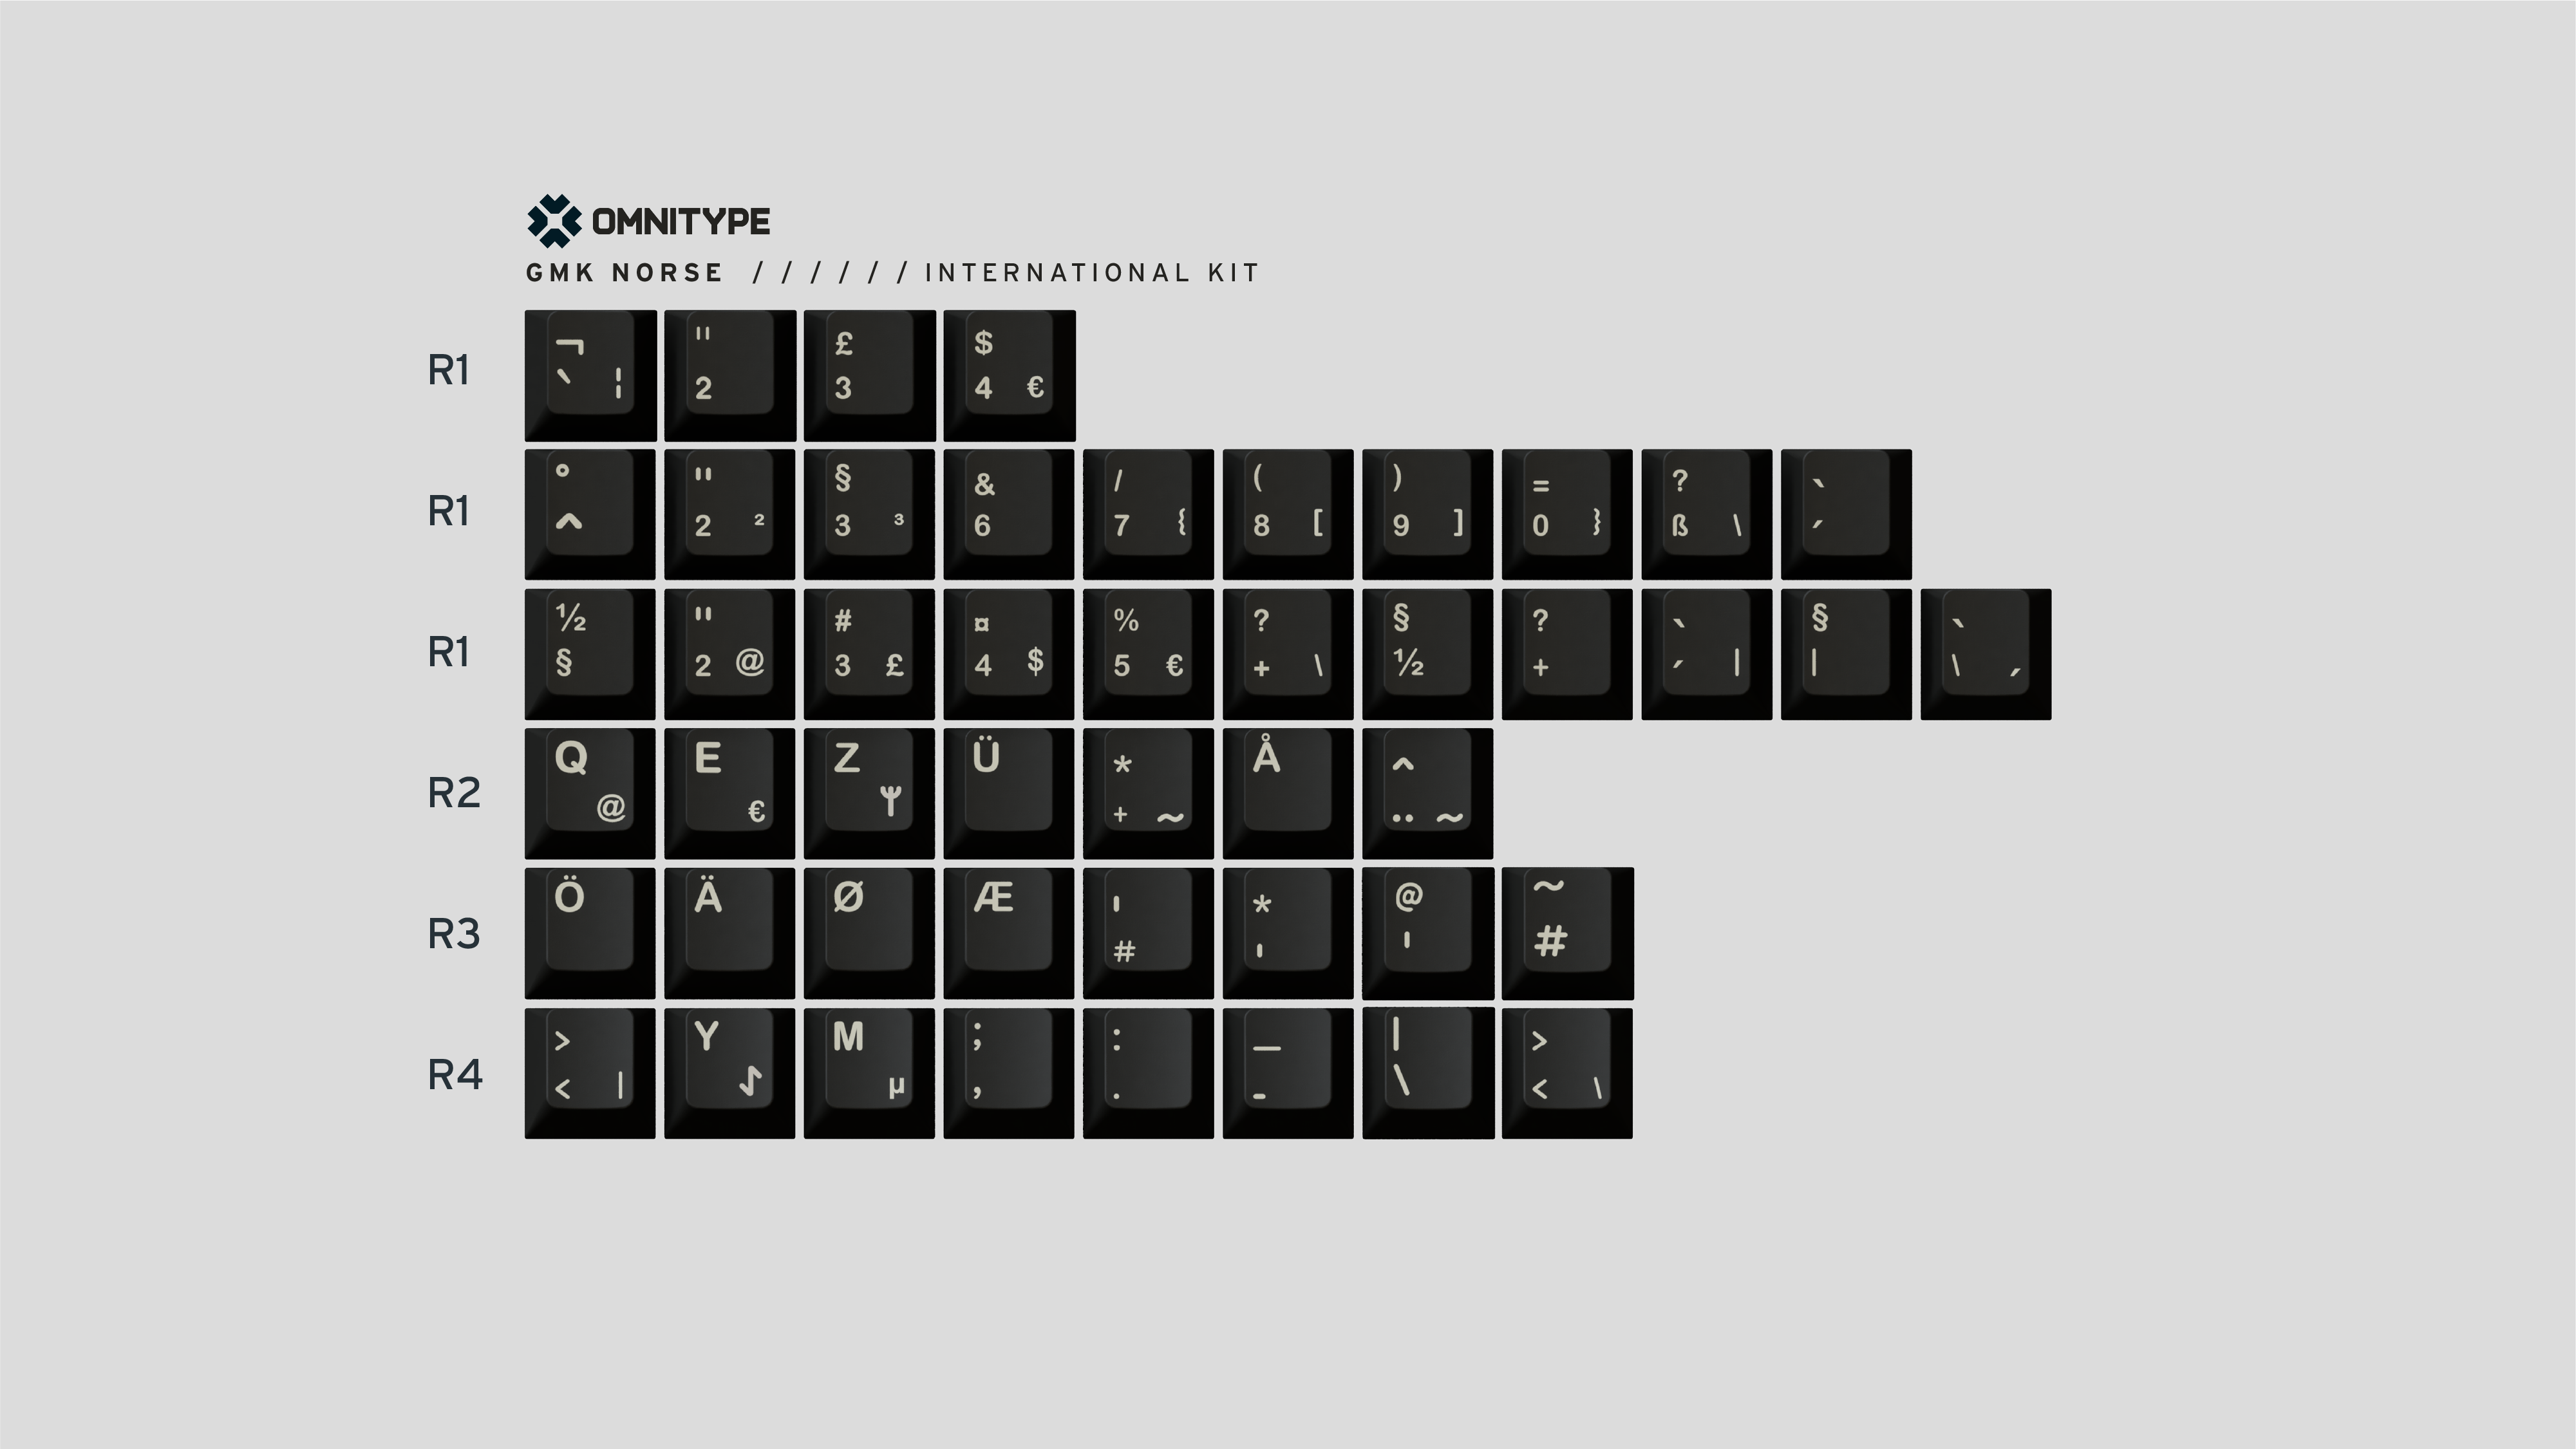 OMNITYPE
GMK NORSE / / / / / / INTERNATIONAL KIT
R1 ¬ ` ¦ " 2 £ 3 $ 4 €
R1 ° ^ " 2 ² § 3 ³ & 6 / 7 { ( 8 [ ) 9 ] = 0 } ? ß \ ` ´
R1 ½ § " 2 @ # 3 £ ¤ 4 $ % 5 € ? + \ § ½ ? + ` ´ | § | ` \ ´
R2 Q @ E € Z ᛉ Ü * + ~ Å ^ ¨ ~
R3 Ö Ä Ø Æ ' # * ' @ ' ~ #
R4 > < | Y ᛇ M µ ; , : . _ - | \ > < \